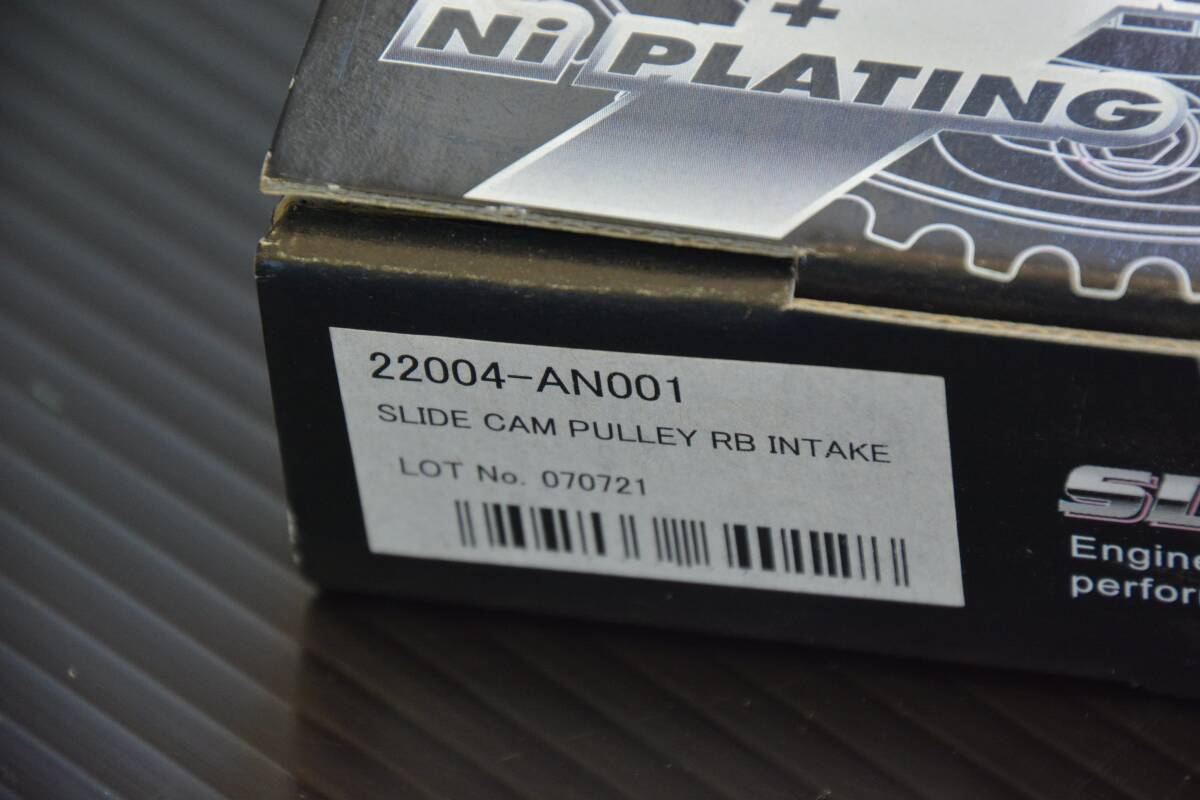 +
Ni PLATING
22004-AN001
SLIDE CAM PULLEY RB INTAKE
LOT No. 070721